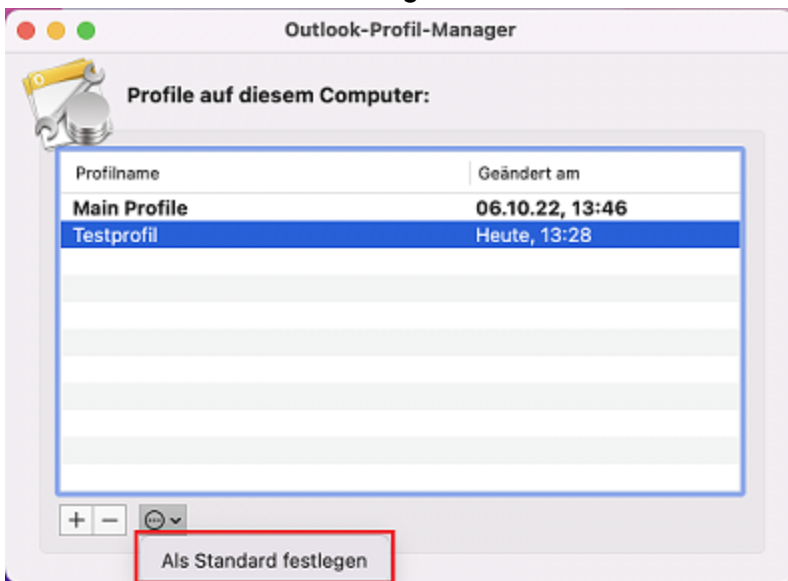 Outlook-Profil-Manager
Profile auf diesem Computer:
Profilname Geändert am
Main Profile 06.10.22, 13:46
Testprofil Heute, 13:28
Als Standard festlegen